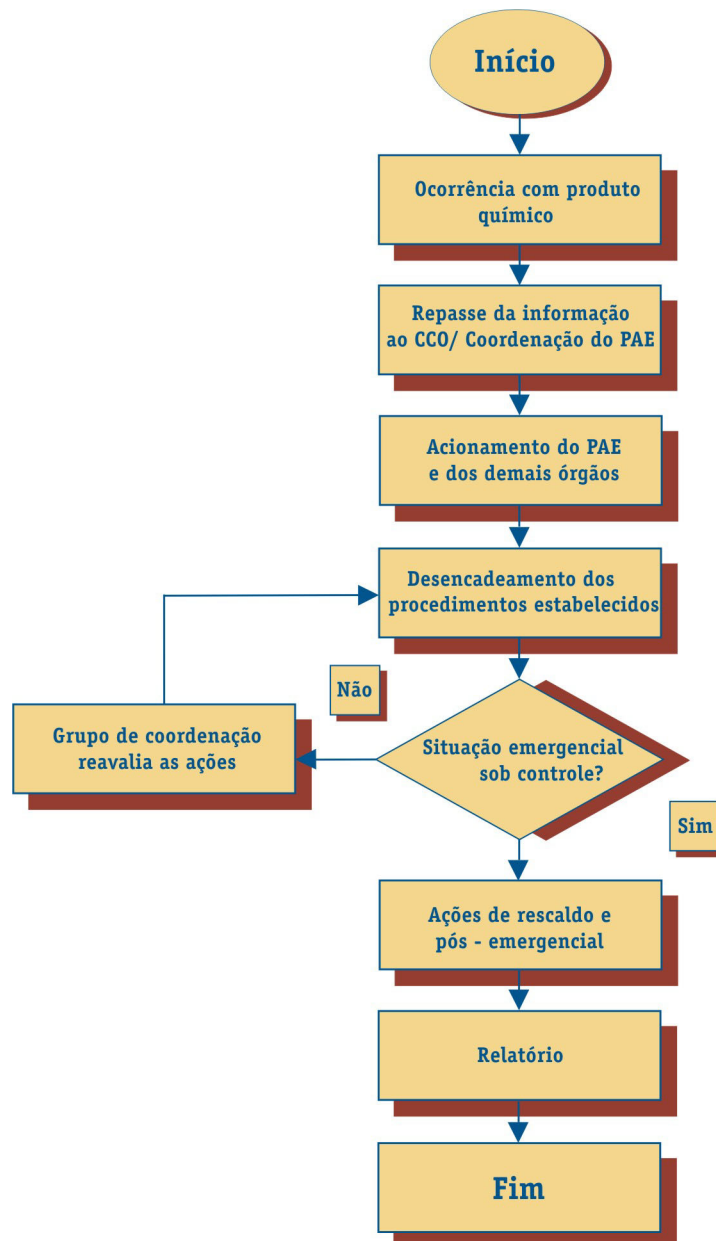 Início
Ocorrência com produto
químico
Repasse da informação
ao CCO/ Coordenação do PAE
Acionamento do PAE
e dos demais órgãos
Desencadeamento dos
procedimentos estabelecidos
Não
Grupo de coordenação
reavalia as ações
Situação emergencial
sob controle?
Sim
Ações de rescaldo e
pós - emergencial
Relatório
Fim